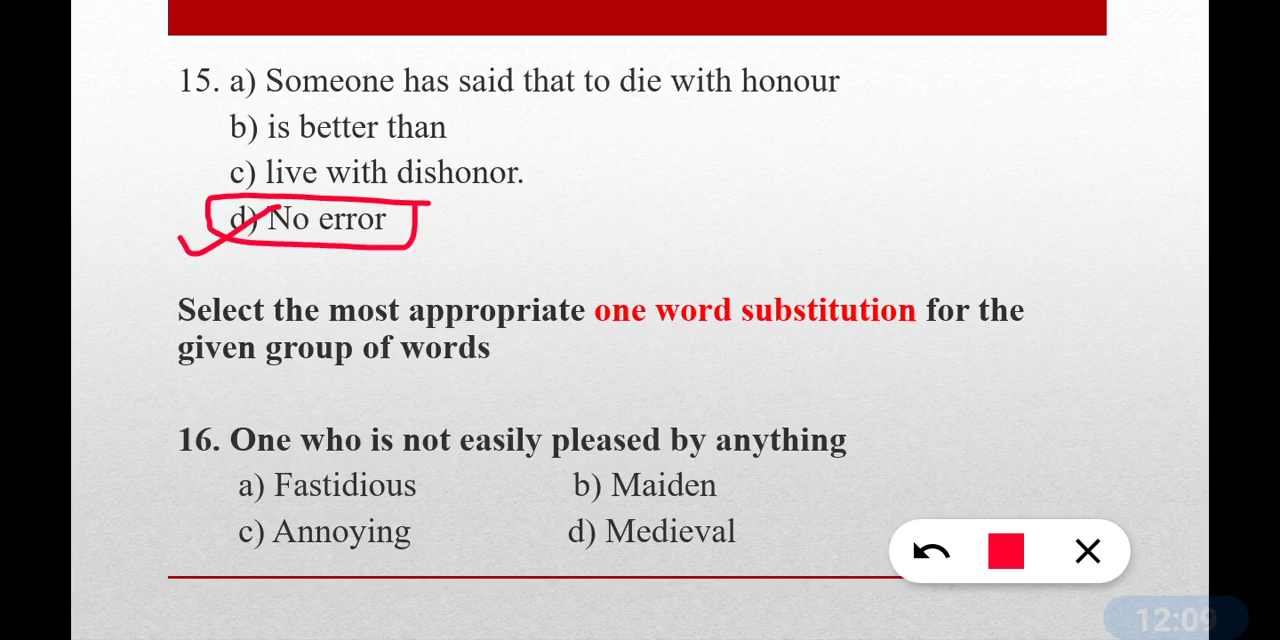 15. a) Someone has said that to die with honour
b) is better than
c) live with dishonor.
d) No error
Select the most appropriate one word substitution for the
given group of words
16. One who is not easily pleased by anything
a) Fastidious b) Maiden
c) Annoying d) Medieval
12:09